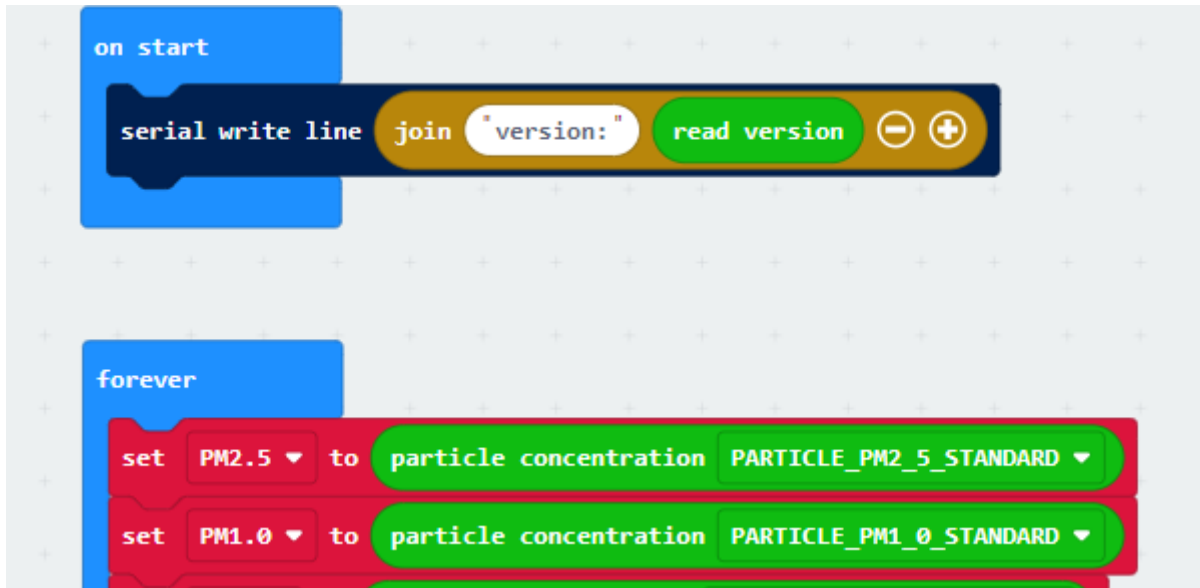 on start
serial write line join "version:" read version
forever
set PM2.5 to particle concentration PARTICLE_PM2_5_STANDARD
set PM1.0 to particle concentration PARTICLE_PM1_0_STANDARD